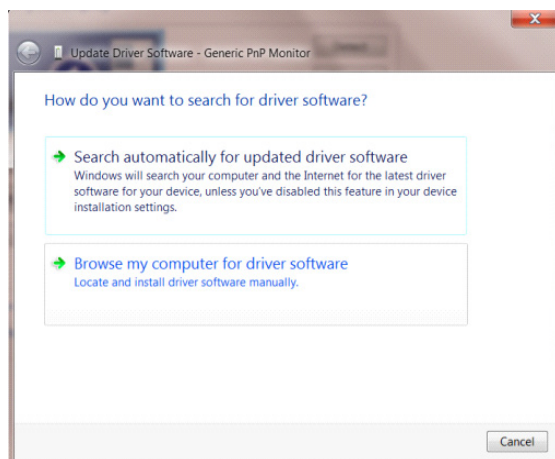 Update Driver Software - Generic PnP Monitor
How do you want to search for driver software?
Search automatically for updated driver software
Windows will search your computer and the Internet for the latest driver
software for your device, unless you've disabled this feature in your device
installation settings.
Browse my computer for driver software
Locate and install driver software manually.
Cancel